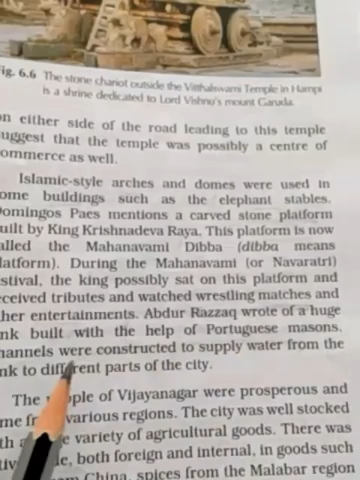 ig. 6.6 The stone chariot outside the Vitthalswami Temple in Hampi
is a shrine dedicated to Lord Vishnu's mount Garuda.
on either side of the road leading to this temple
uggest that the temple was possibly a centre of
ommerce as well.
Islamic-style arches and domes were used in
ome buildings such as the elephant stables.
Domingos Paes mentions a carved stone platform
uilt by King Krishnadeva Raya. This platform is now
alled the Mahanavami Dibba (dibba means
latform). During the Mahanavami (or Navaratri)
stival, the king possibly sat on this platform and
eceived tributes and watched wrestling matches and
her entertainments. Abdur Razzaq wrote of a huge
nk built with the help of Portuguese masons.
hannels were constructed to supply water from the
nk to different parts of the city.
The ople of Vijayanagar were prosperous and
me fr various regions. The city was well stocked
th a variety of agricultural goods. There was
tiv e, both foreign and internal, in goods such
om China, spices from the Malabar region